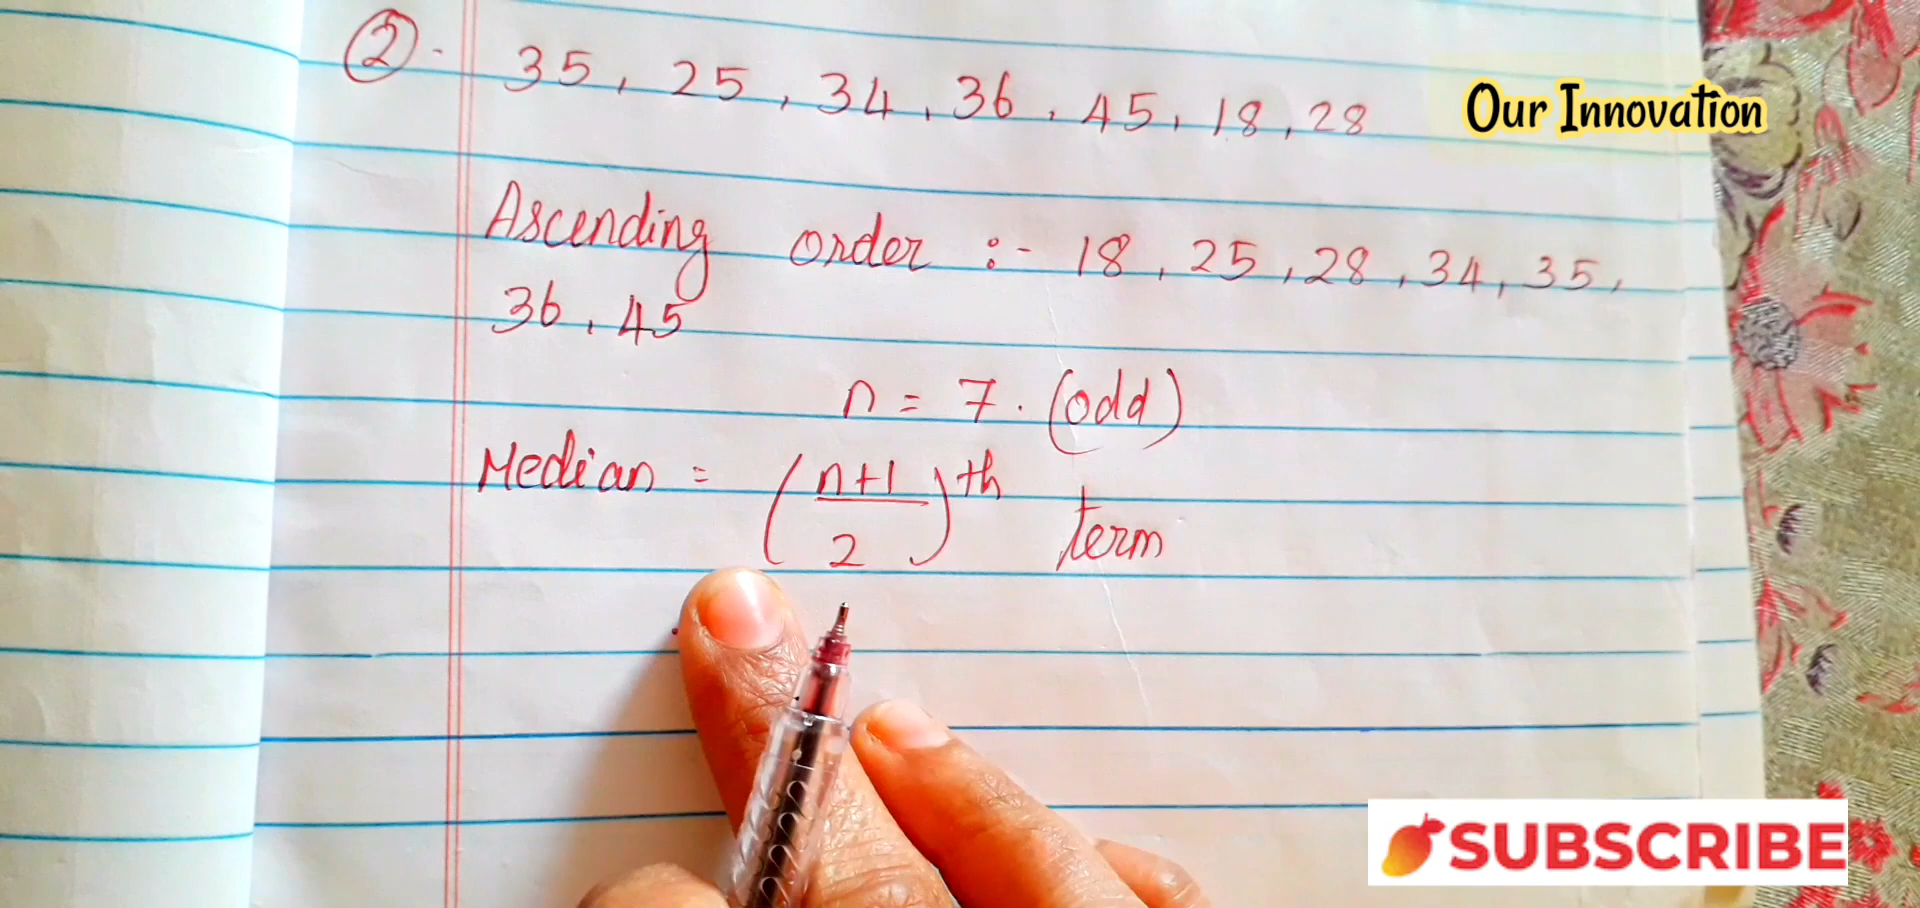 2. 35, 25, 34, 36, 45, 18, 28
Our Innovation
Ascending order :- 18, 25, 28, 34, 35,
36, 45
n = 7. (odd)
Median = (n+1/2)th term
SUBSCRIBE